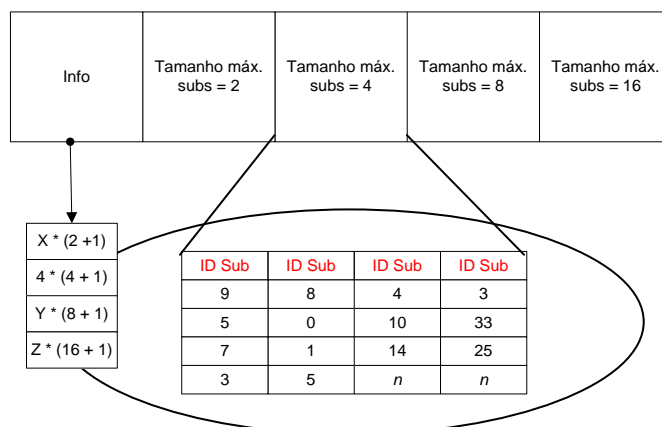 Info
Tamanho máx.
subs = 2
Tamanho máx.
subs = 4
Tamanho máx.
subs = 8
Tamanho máx.
subs = 16
X * (2 +1)
4 * (4 + 1)
Y * (8 + 1)
Z * (16 + 1)
ID Sub ID Sub ID Sub ID Sub
9 8 4 3
5 0 10 33
7 1 14 25
3 5 n n